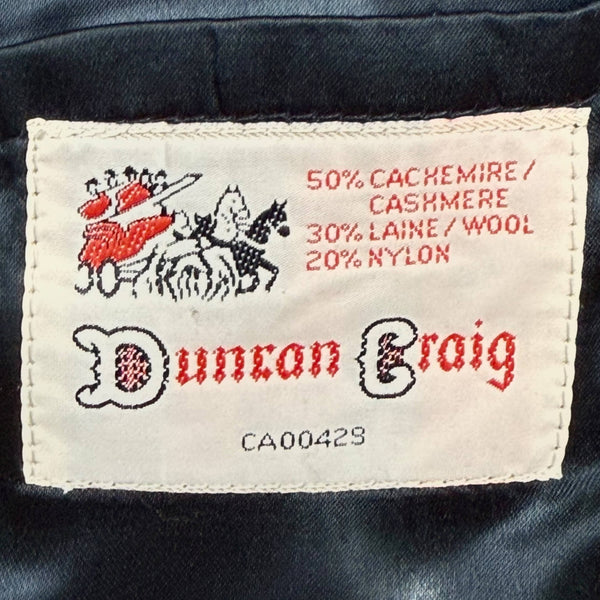 50% CACHEMIRE/
CASHMERE
30% LAINE/WOOL
20% NYLON
Duncan Craig
CA00429